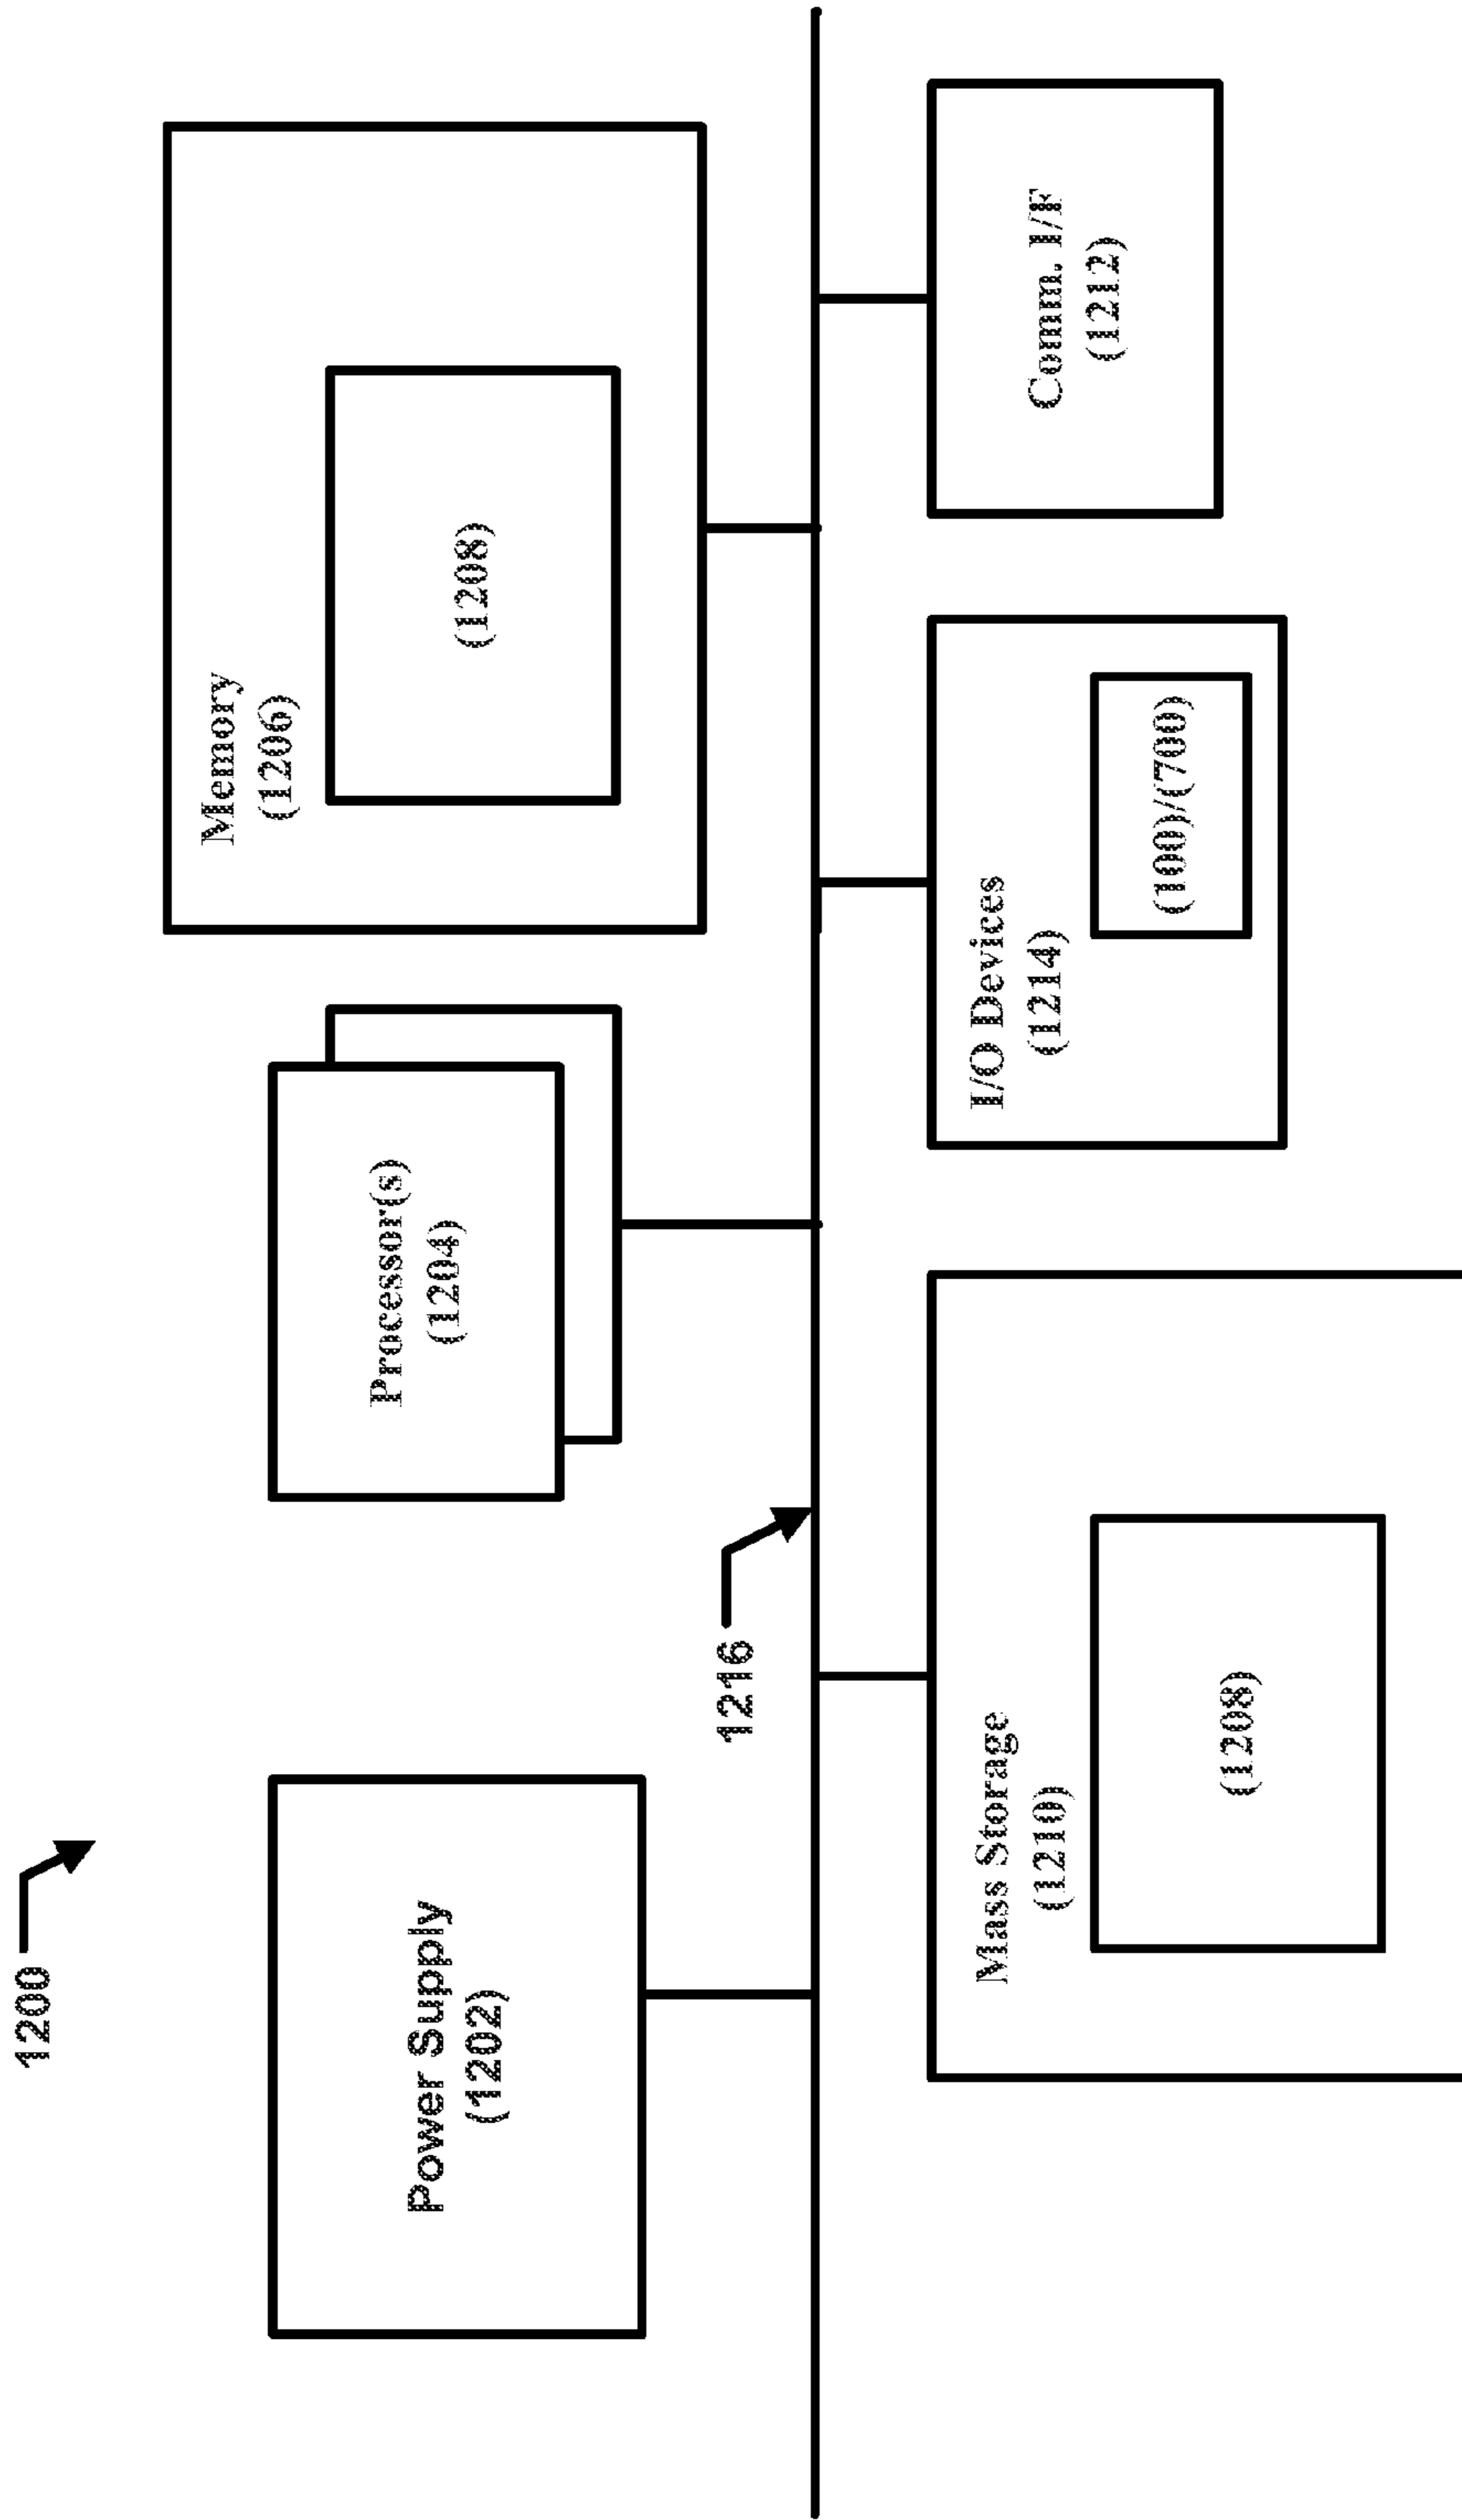 1200
Power Supply
(1202)
Processor(s)
(1204)
Memory
(1206)
(1208)
1216
Mass Storage
(1210)
(1208)
I/O Devices
(1214)
(100)/(700)
Comm. I/F
(1212)